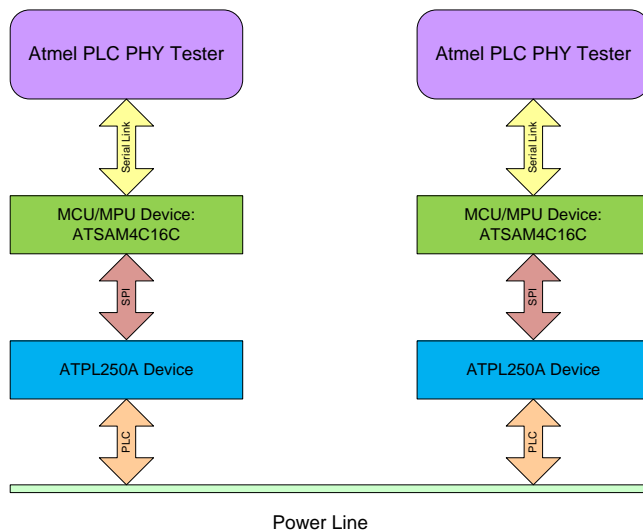 Atmel PLC PHY Tester
Serial Link
MCU/MPU Device:
ATSAM4C16C
SPI
ATPL250A Device
PLC
Atmel PLC PHY Tester
Serial Link
MCU/MPU Device:
ATSAM4C16C
SPI
ATPL250A Device
PLC
Power Line